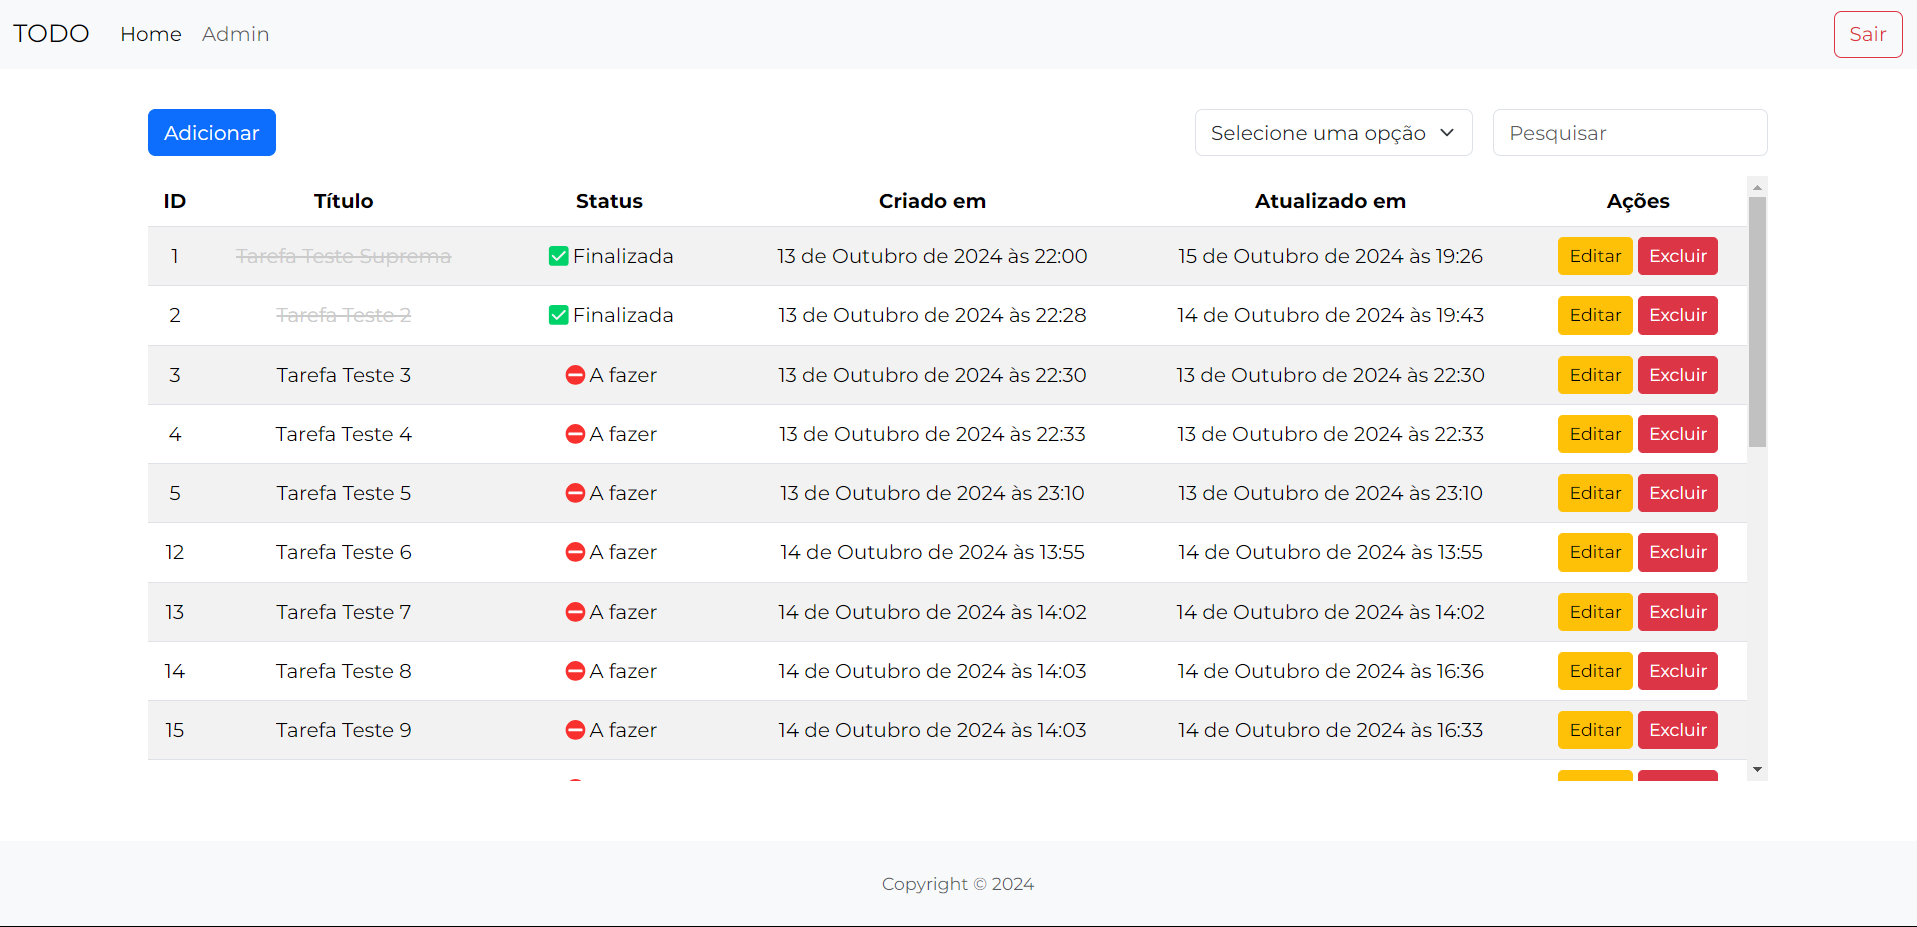 TODO Home Admin Sair
Adicionar Selecione uma opção Pesquisar
ID Título Status Criado em Atualizado em Ações
1 Tarefa Teste Suprema Finalizada 13 de Outubro de 2024 às 22:00 15 de Outubro de 2024 às 19:26 Editar Excluir
2 Tarefa Teste 2 Finalizada 13 de Outubro de 2024 às 22:28 14 de Outubro de 2024 às 19:43 Editar Excluir
3 Tarefa Teste 3 A fazer 13 de Outubro de 2024 às 22:30 13 de Outubro de 2024 às 22:30 Editar Excluir
4 Tarefa Teste 4 A fazer 13 de Outubro de 2024 às 22:33 13 de Outubro de 2024 às 22:33 Editar Excluir
5 Tarefa Teste 5 A fazer 13 de Outubro de 2024 às 23:10 13 de Outubro de 2024 às 23:10 Editar Excluir
12 Tarefa Teste 6 A fazer 14 de Outubro de 2024 às 13:55 14 de Outubro de 2024 às 13:55 Editar Excluir
13 Tarefa Teste 7 A fazer 14 de Outubro de 2024 às 14:02 14 de Outubro de 2024 às 14:02 Editar Excluir
14 Tarefa Teste 8 A fazer 14 de Outubro de 2024 às 14:03 14 de Outubro de 2024 às 16:36 Editar Excluir
15 Tarefa Teste 9 A fazer 14 de Outubro de 2024 às 14:03 14 de Outubro de 2024 às 16:33 Editar Excluir
Copyright © 2024